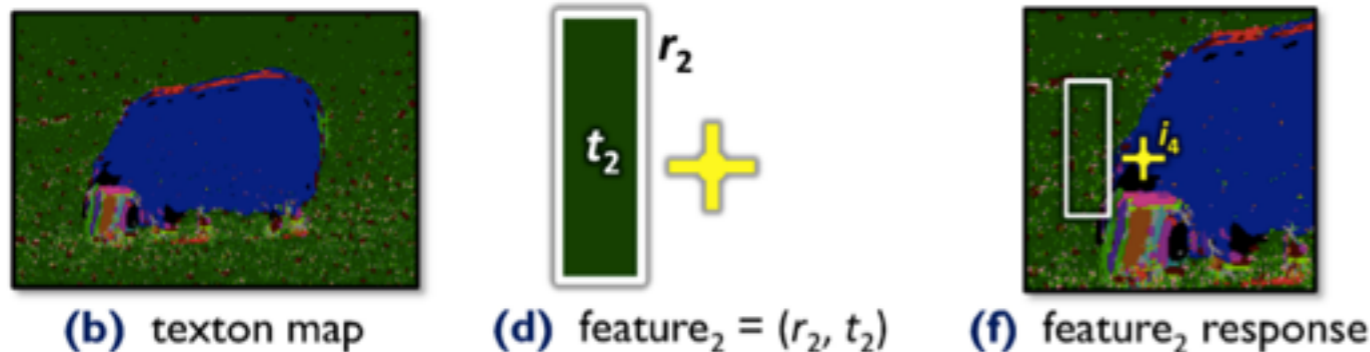 r₂
t₂
i₄
(b) texton map
(d) feature₂ = (r₂, t₂)
(f) feature₂ response